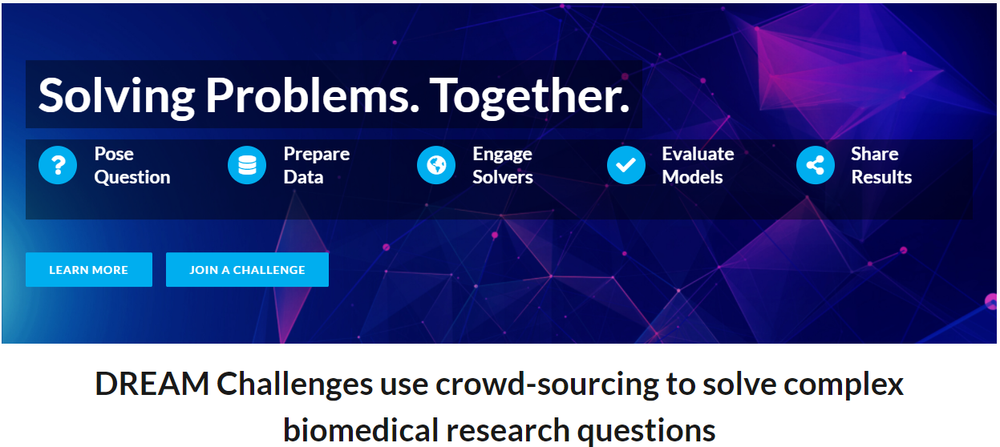 Solving Problems. Together.
Pose
Question
Prepare
Data
Engage
Solvers
Evaluate
Models
Share
Results
LEARN MORE
JOIN A CHALLENGE
DREAM Challenges use crowd-sourcing to solve complex
biomedical research questions